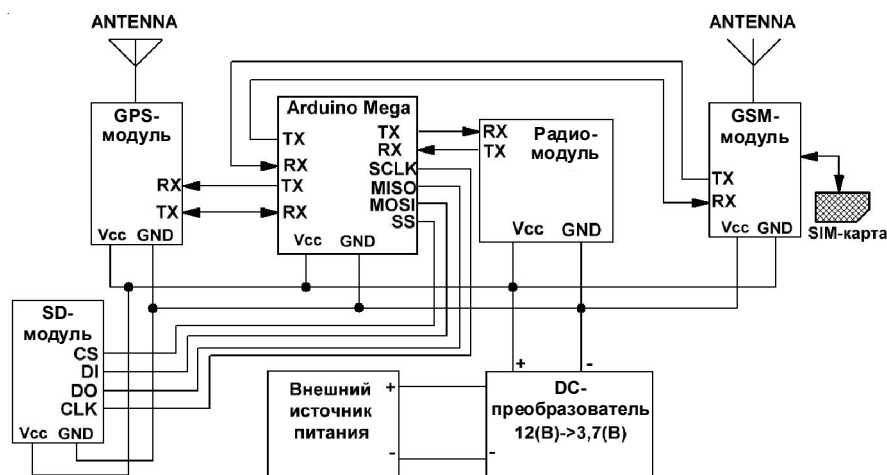 ANTENNA
ANTENNA
GPS-
модуль
RX
TX
Vcc GND
Arduino Mega
TX
RX
TX
RX
TX
RX
SCLK
MISO
MOSI
SS
Vcc
GND
RX
TX
Радио-
модуль
Vcc
GND
GSM-
модуль
TX
RX
Vcc GND
SIM-карта
SD-
модуль
CS
DI
DO
CLK
Vcc GND
Внешний
источник
питания
+
-
+
-
-
DC-
преобразователь
12(В)->3,7(В)